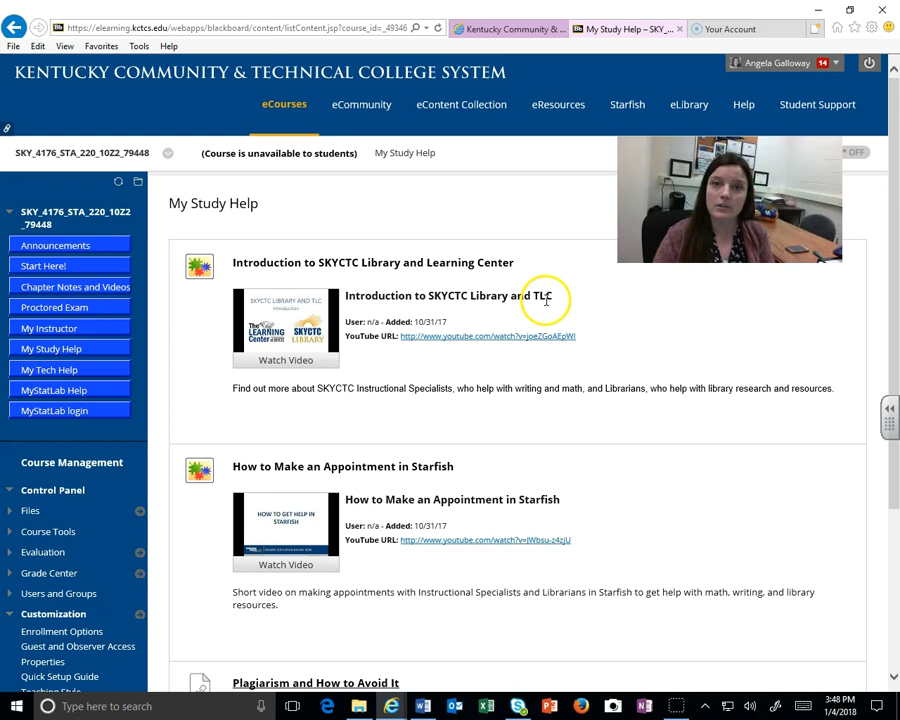 https://elearning.kctcs.edu/webapps/blackboard/content/listContent.jsp?course_id=_49346
Kentucky Community & ...
My Study Help – SKY_...
Your Account
File Edit View Favorites Tools Help
KENTUCKY COMMUNITY & TECHNICAL COLLEGE SYSTEM
Angela Galloway 14
eCourses eCommunity eContent Collection eResources Starfish eLibrary Help Student Support
SKY_4176_STA_220_10Z2_79448 (Course is unavailable to students) My Study Help
OFF
SKY_4176_STA_220_10Z2
_79448
Announcements
Start Here!
Chapter Notes and Videos
Proctored Exam
My Instructor
My Study Help
My Tech Help
MyStatLab Help
MyStatLab login
Course Management
Control Panel
Files
Course Tools
Evaluation
Grade Center
Users and Groups
Customization
Enrollment Options
Guest and Observer Access
Properties
Quick Setup Guide
Teaching Style
My Study Help
Introduction to SKYCTC Library and Learning Center
SKYCTC LIBRARY AND TLC
Introduction
The
LEARNING
Center
SKYCTC
LIBRARY
Watch Video
Introduction to SKYCTC Library and TLC
User: n/a - Added: 10/31/17
YouTube URL: http://www.youtube.com/watch?v=joeZGoAEpWI
Find out more about SKYCTC Instructional Specialists, who help with writing and math, and Librarians, who help with library research and resources.
How to Make an Appointment in Starfish
HOW TO GET HELP IN
STARFISH
Watch Video
How to Make an Appointment in Starfish
User: n/a - Added: 10/31/17
YouTube URL: http://www.youtube.com/watch?v=JWbsu-z4zjU
Short video on making appointments with Instructional Specialists and Librarians in Starfish to get help with math, writing, and library
resources.
Plagiarism and How to Avoid It
Type here to search
3:48 PM
1/4/2018